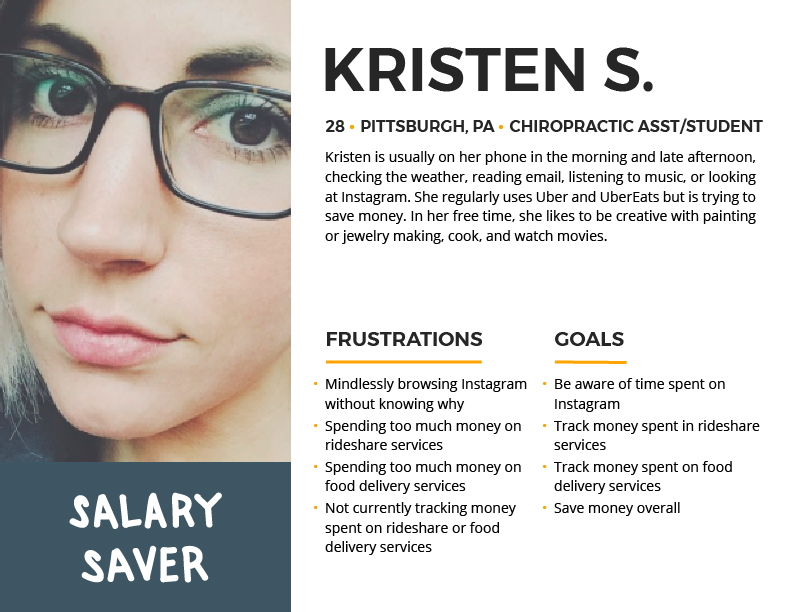 KRISTEN S.
28 • PITTSBURGH, PA • CHIROPRACTIC ASST/STUDENT
Kristen is usually on her phone in the morning and late afternoon,
checking the weather, reading email, listening to music, or looking
at Instagram. She regularly uses Uber and UberEats but is trying to
save money. In her free time, she likes to be creative with painting
or jewelry making, cook, and watch movies.
FRUSTRATIONS
• Mindlessly browsing Instagram
without knowing why
• Spending too much money on
rideshare services
• Spending too much money on
food delivery services
• Not currently tracking money
spent on rideshare or food
delivery services
GOALS
• Be aware of time spent on
Instagram
• Track money spent in rideshare
services
• Track money spent on food
delivery services
• Save money overall
SALARY
SAVER